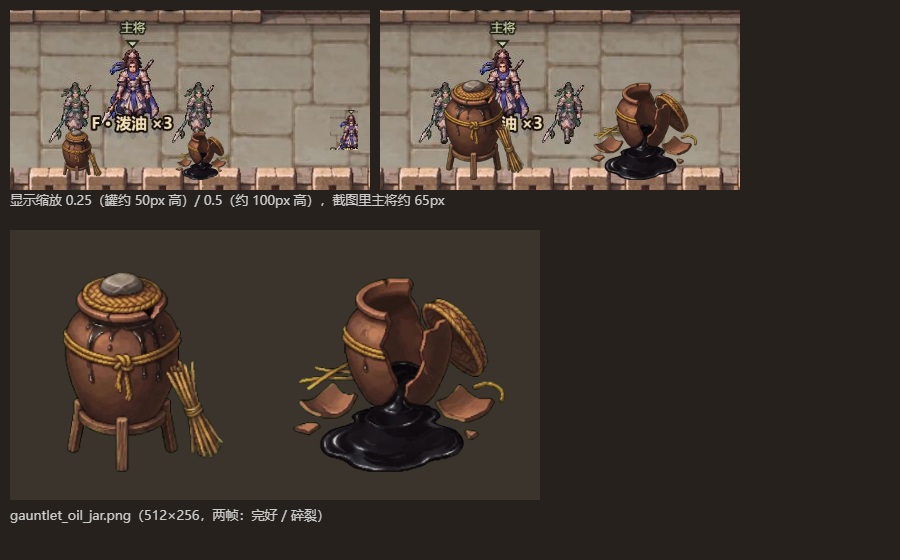 主将
F·泼油 ×3
主将
油 ×3
显示缩放 0.25（罐约 50px 高）/ 0.5（约 100px 高），截图里主将约 65px
gauntlet_oil_jar.png（512×256，两帧：完好 / 碎裂）